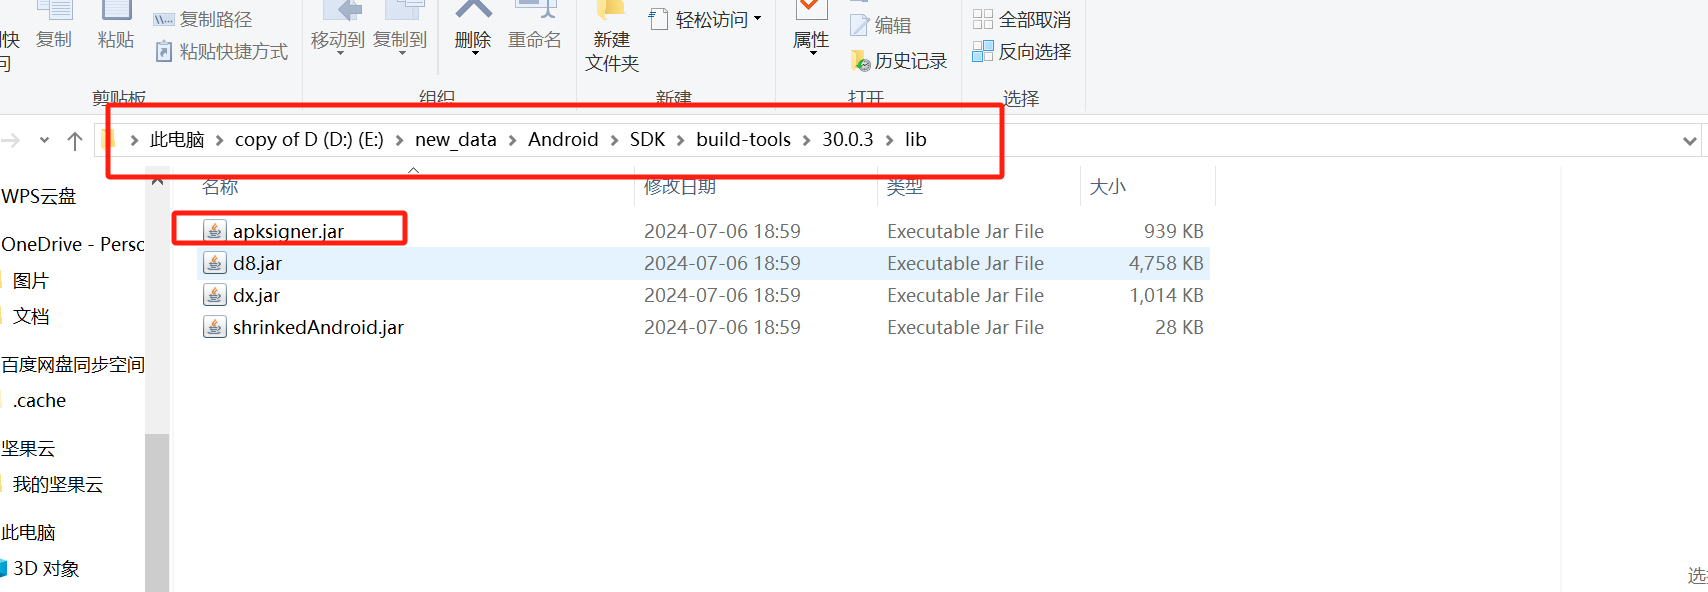 复制路径
轻松访问
全部取消
快
复制
粘贴
移动到
复制到
删除
重命名
新建
属性
编辑
粘贴快捷方式
反向选择
文件夹
历史记录
剪贴板
组织
新建
打开
选择
此电脑 copy of D (D:) (E:) new_data Android SDK build-tools 30.0.3 lib
名称 修改日期 类型 大小
WPS云盘
OneDrive - Persc
图片
文档
百度网盘同步空间
.cache
坚果云
我的坚果云
此电脑
3D 对象
apksigner.jar 2024-07-06 18:59 Executable Jar File 939 KB
d8.jar 2024-07-06 18:59 Executable Jar File 4,758 KB
dx.jar 2024-07-06 18:59 Executable Jar File 1,014 KB
shrinkedAndroid.jar 2024-07-06 18:59 Executable Jar File 28 KB